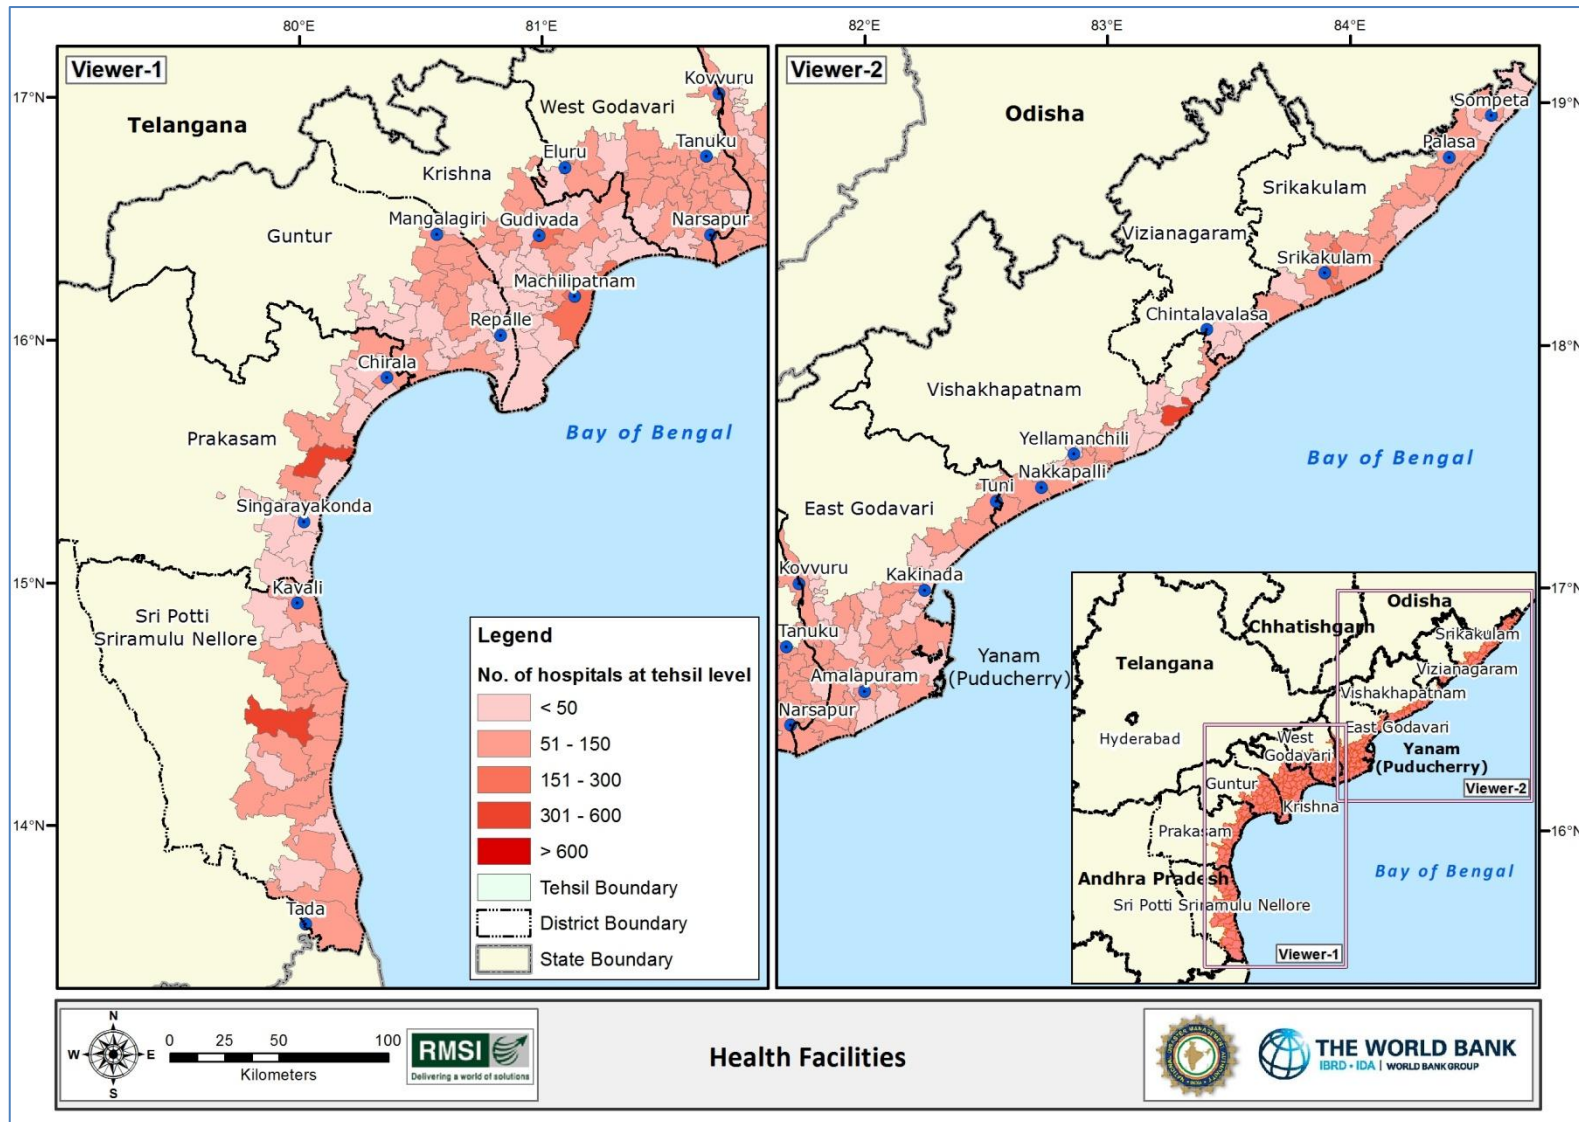 80°E
81°E
82°E
83°E
84°E
Viewer-1
17°N
16°N
15°N
14°N
Telangana
West Godavari
Kovvuru
Tanuku
Eluru
Krishna
Mangalagiri
Gudivada
Narsapur
Guntur
Machilipatnam
Repalle
Chirala
Prakasam
Bay of Bengal
Singarayakonda
Kavali
Sri Potti
Sriramulu Nellore
Tada
Legend
No. of hospitals at tehsil level
< 50
51 - 150
151 - 300
301 - 600
> 600
Tehsil Boundary
District Boundary
State Boundary
Viewer-2
19°N
18°N
17°N
16°N
Odisha
Sompeta
Palasa
Srikakulam
Vizianagaram
Srikakulam
Chintalavalasa
Vishakhapatnam
Yellamanchili
Nakkapalli
Tuni
Bay of Bengal
East Godavari
Kovvuru
Kakinada
Tanuku
Amalapuram
Narsapur
Yanam
(Puducherry)
Odisha
Chhatishgarh
Srikakulam
Telangana
Vizianagaram
Vishakhapatnam
East Godavari
Hyderabad
West
Godavari
Yanam
(Puducherry)
Guntur
Viewer-2
Krishna
Prakasam
Andhra Pradesh
Bay of Bengal
Sri Potti Sriramulu Nellore
Viewer-1
N
W
E
S
0 25 50 100
Kilometers
RMSI
Delivering a world of solutions
Health Facilities
THE WORLD BANK
IBRD • IDA | WORLD BANK GROUP